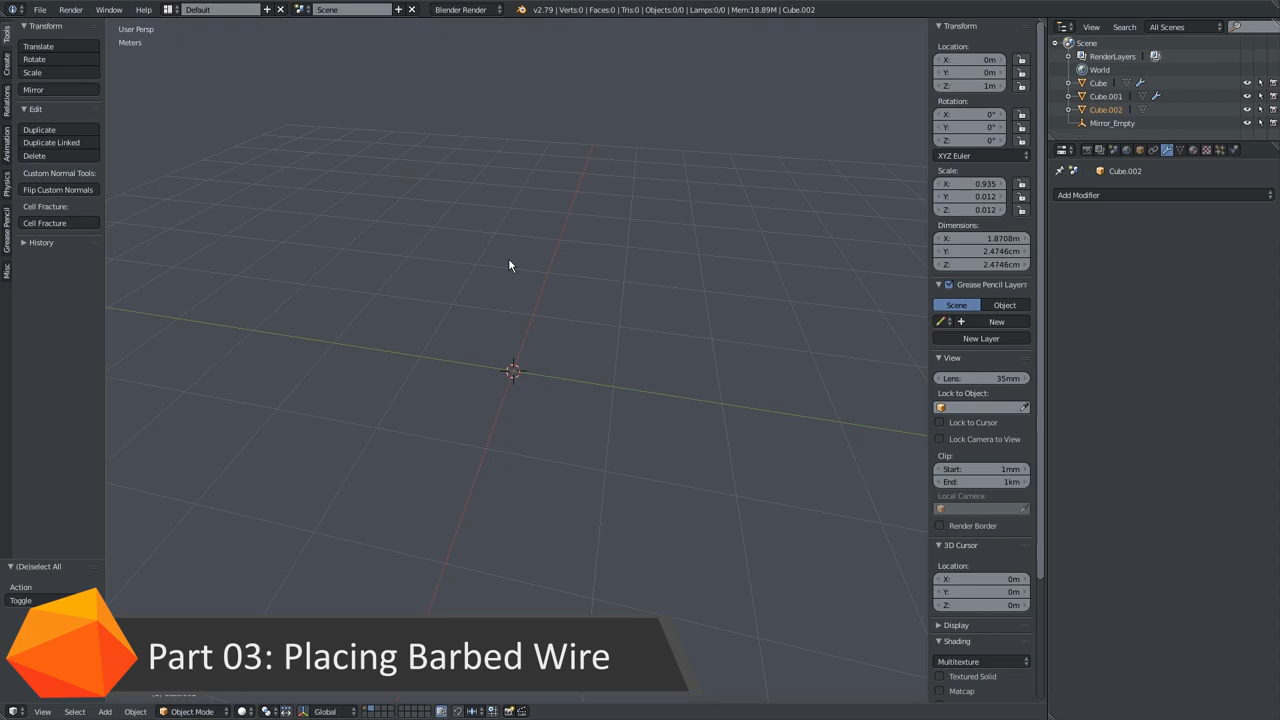 File Render Window Help Default Scene Blender Render v2.79 | Verts:0 | Faces:0 | Tris:0 | Objects:0/0 | Lamps:0/0 | Mem:18.89M | Cube.002
Transform
Translate
Rotate
Scale
Mirror
Edit
Duplicate
Duplicate Linked
Delete
Custom Normal Tools:
Flip Custom Normals
Cell Fracture:
Cell Fracture
History
Tools
Create
Relations
Animation
Physics
Grease Pencil
Misc
(De)select All
Action
Toggle
User Persp
Meters
Part 03: Placing Barbed Wire
View Select Add Object Object Mode Global
Transform
Location:
X: 0m
Y: 0m
Z: 1m
Rotation:
X: 0°
Y: 0°
Z: 0°
XYZ Euler
Scale:
X: 0.935
Y: 0.012
Z: 0.012
Dimensions:
X: 1.8708m
Y: 2.4746cm
Z: 2.4746cm
Grease Pencil Layers
Scene Object
New
New Layer
View
Lens: 35mm
Lock to Object:
Lock to Cursor
Lock Camera to View
Clip:
Start: 1mm
End: 1km
Local Camera:
Render Border
3D Cursor
Location:
X: 0m
Y: 0m
Z: 0m
Display
Shading
Multitexture
Textured Solid
Matcap
View Search All Scenes
Scene
RenderLayers
World
Cube
Cube.001
Cube.002
Mirror_Empty
Cube.002
Add Modifier